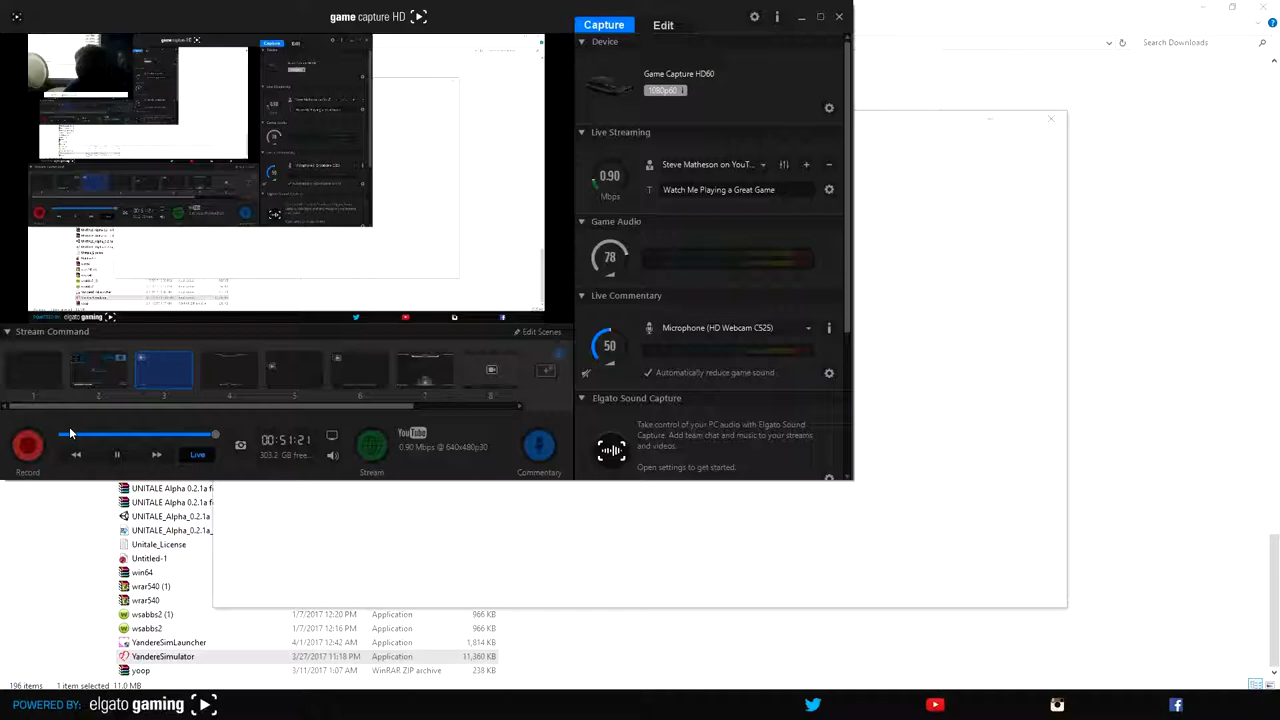 game capture HD
Capture
Edit
Search Downloads
Device
Game Capture HD60
1080p60
Live Streaming
Steve Matheson on YouT...
0.90
Mbps
Watch Me Playing a Great Game
Game Audio
78
Live Commentary
Microphone (HD Webcam C525)
50
Automatically reduce game sound
Elgato Sound Capture
Take control of your PC audio with Elgato
Sound Capture. Add team chat and music to your streams
and videos.
Open settings to get started.
Stream Command
Edit Scenes
1 2 3 4 5 6 7 8
Record
Live
00:51:21
303.2 GB free...
Stream
YouTube
0.90 Mbps @ 640x480p30
Commentary
UNITALE Alpha 0.2.1a f
UNITALE Alpha 0.2.1a f
UNITALE_Alpha_0.2.1a
UNITALE_Alpha_0.2.1a_
Unitale_License
Untitled-1
win64
wrar540 (1)
wrar540
wsabbs2 (1) 1/7/2017 12:20 PM Application 966 KB
wsabbs2 1/7/2017 12:16 PM Application 966 KB
YandereSimLauncher 4/1/2017 12:42 AM Application 1,814 KB
YandereSimulator 3/27/2017 11:18 PM Application 11,360 KB
yoop 3/11/2017 1:07 AM WinRAR ZIP archive 238 KB
196 items 1 item selected 11.0 MB
POWERED BY: elgato gaming